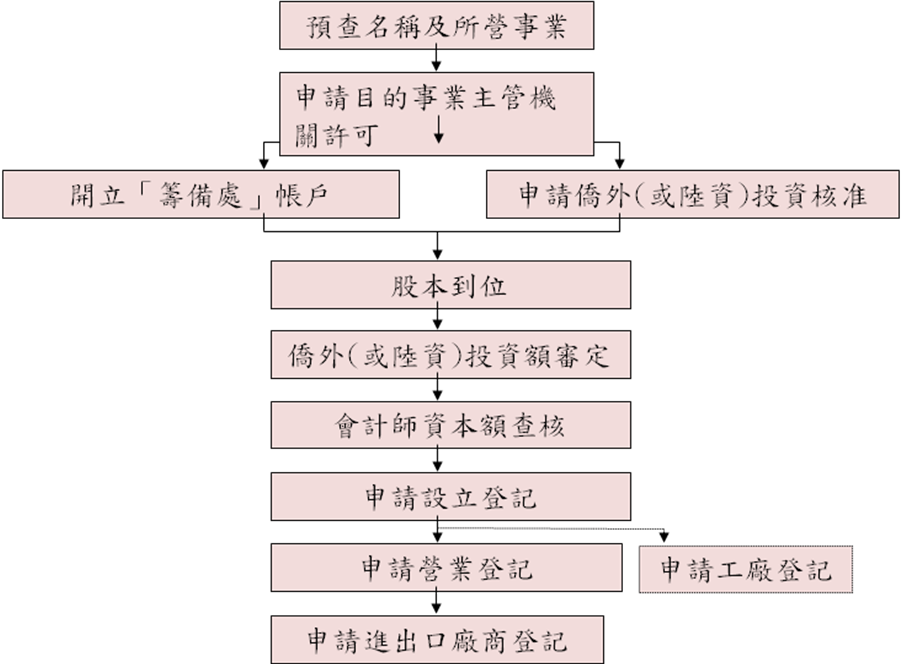 預查名稱及所營事業
申請目的事業主管機
關許可
開立「籌備處」帳戶
申請僑外(或陸資)投資核准
股本到位
僑外(或陸資)投資額審定
會計師資本額查核
申請設立登記
申請營業登記
申請工廠登記
申請進出口廠商登記